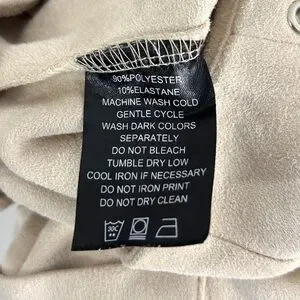 90%POLYESTER
10%ELASTANE
MACHINE WASH COLD
GENTLE CYCLE
WASH DARK COLORS
SEPARATELY
DO NOT BLEACH
TUMBLE DRY LOW
COOL IRON IF NECESSARY
DO NOT IRON PRINT
DO NOT DRY CLEAN
30C